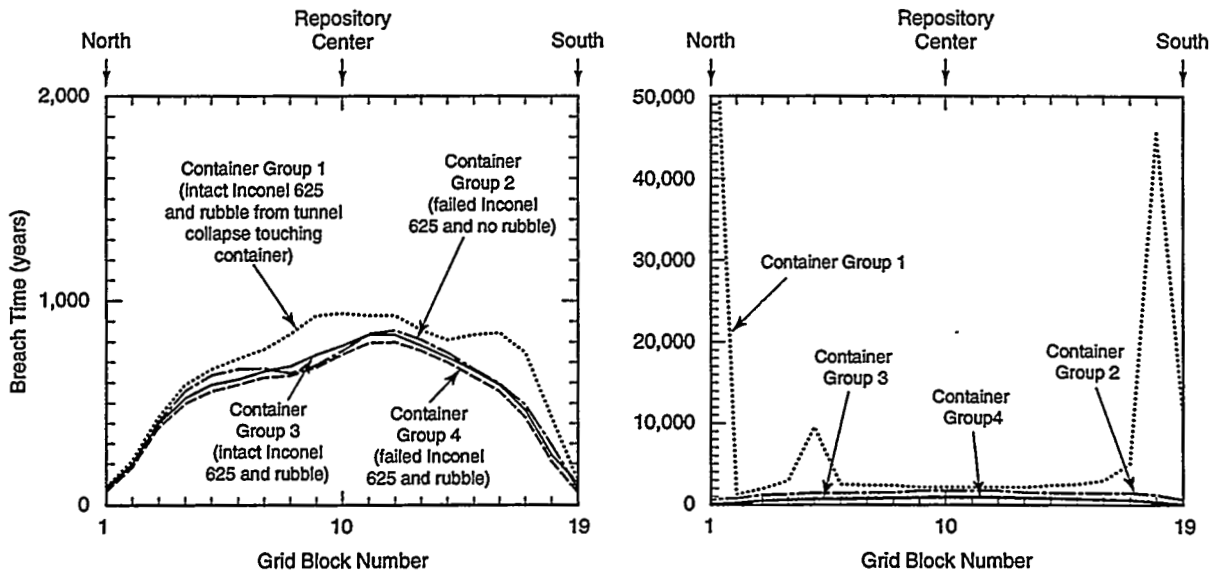 North
Repository
Center
South
2,000
1,000
0
Breach Time (years)
Container Group 1
(intact Inconel 625
and rubble from tunnel
collapse touching
container)
Container
Group 2
(failed Inconel
625 and no rubble)
Container
Group 3
(intact Inconel
625 and rubble)
Container
Group 4
(failed Inconel
625 and rubble)
1
10
19
Grid Block Number
North
Repository
Center
South
50,000
40,000
30,000
20,000
10,000
0
Container Group 1
Container
Group 3
Container
Group4
Container
Group 2
1
10
19
Grid Block Number